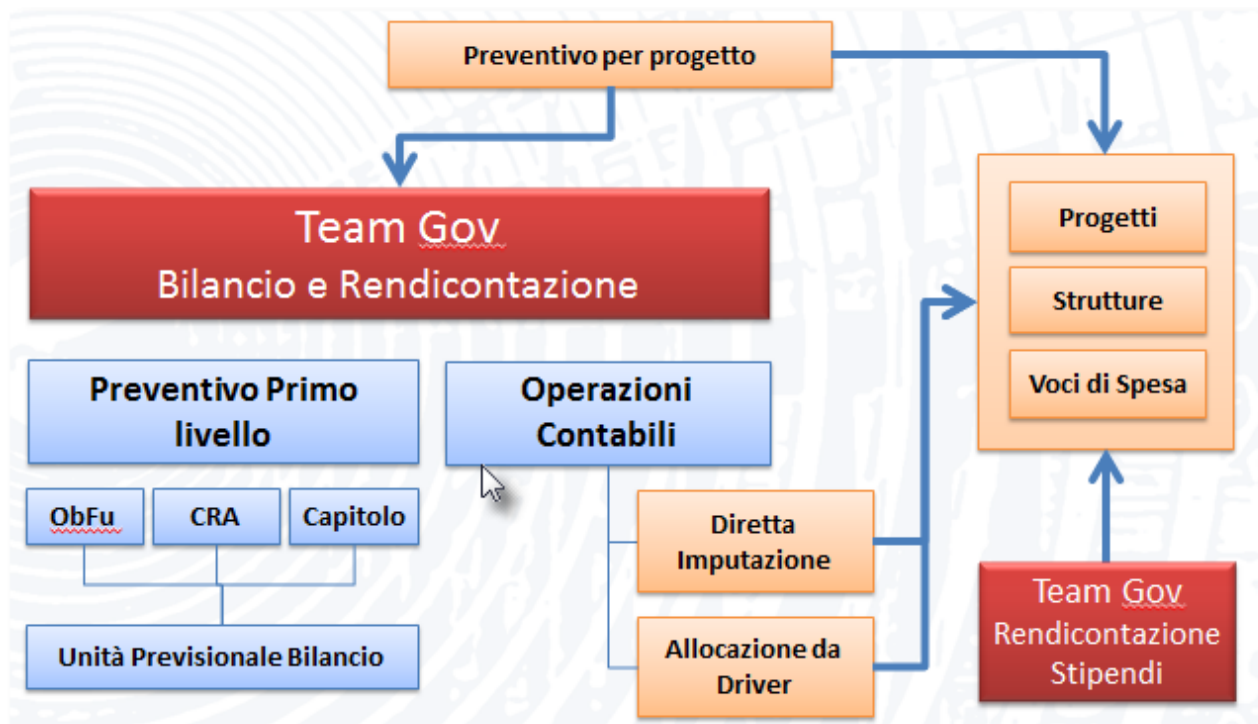 Preventivo per progetto
Team Gov
Bilancio e Rendicontazione
Progetti
Strutture
Voci di Spesa
Preventivo Primo
livello
Operazioni
Contabili
ObFu
CRA
Capitolo
Unità Previsionale Bilancio
Diretta
Imputazione
Allocazione da
Driver
Team Gov
Rendicontazione
Stipendi